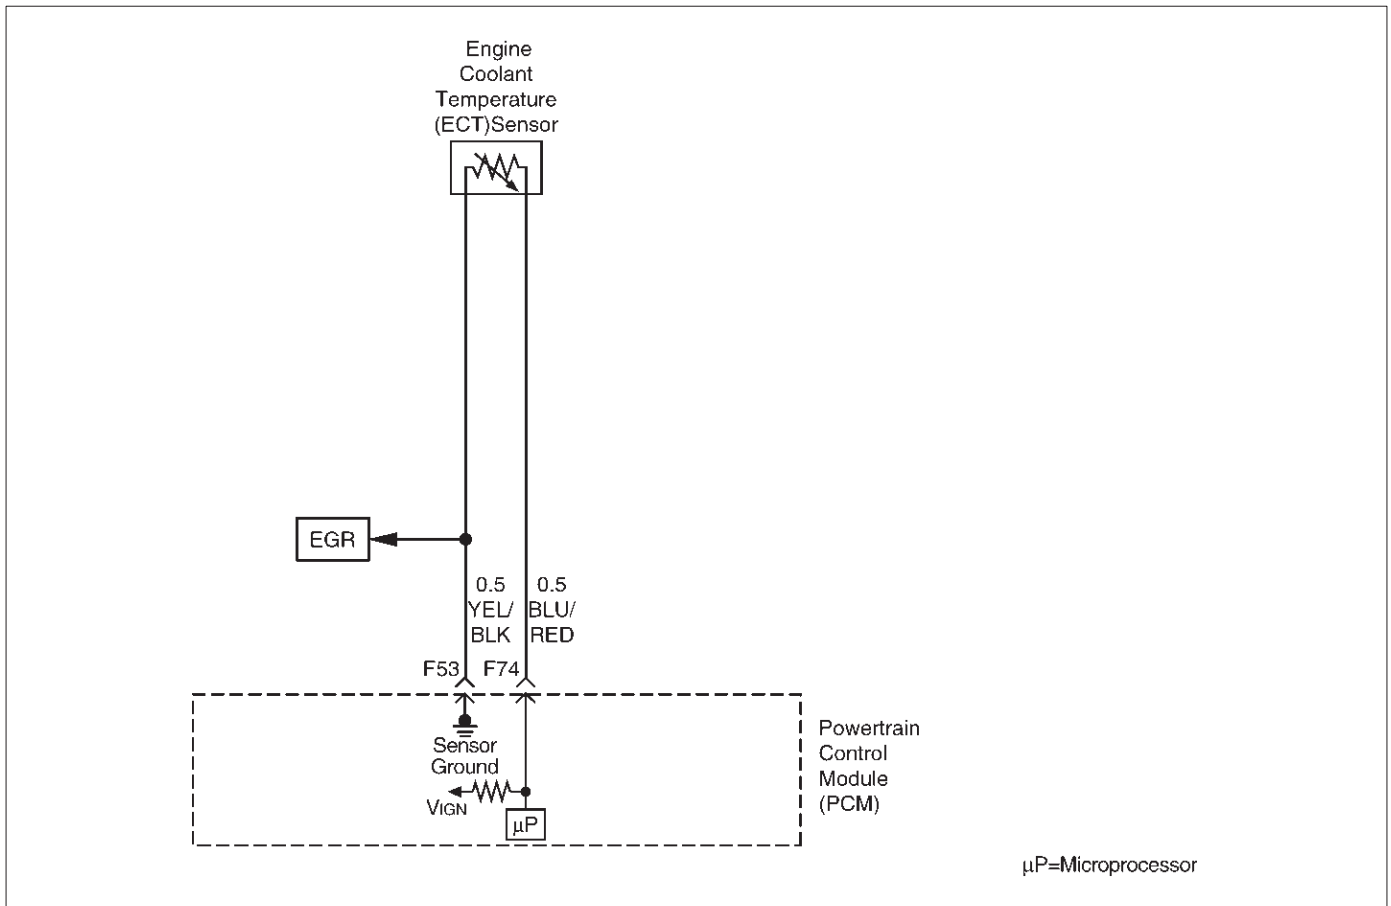 Engine
Coolant
Temperature
(ECT)Sensor
EGR
0.5
YEL/
BLK
0.5
BLU/
RED
F53
F74
Sensor
Ground
VIGN
μP
Powertrain
Control
Module
(PCM)
μP=Microprocessor